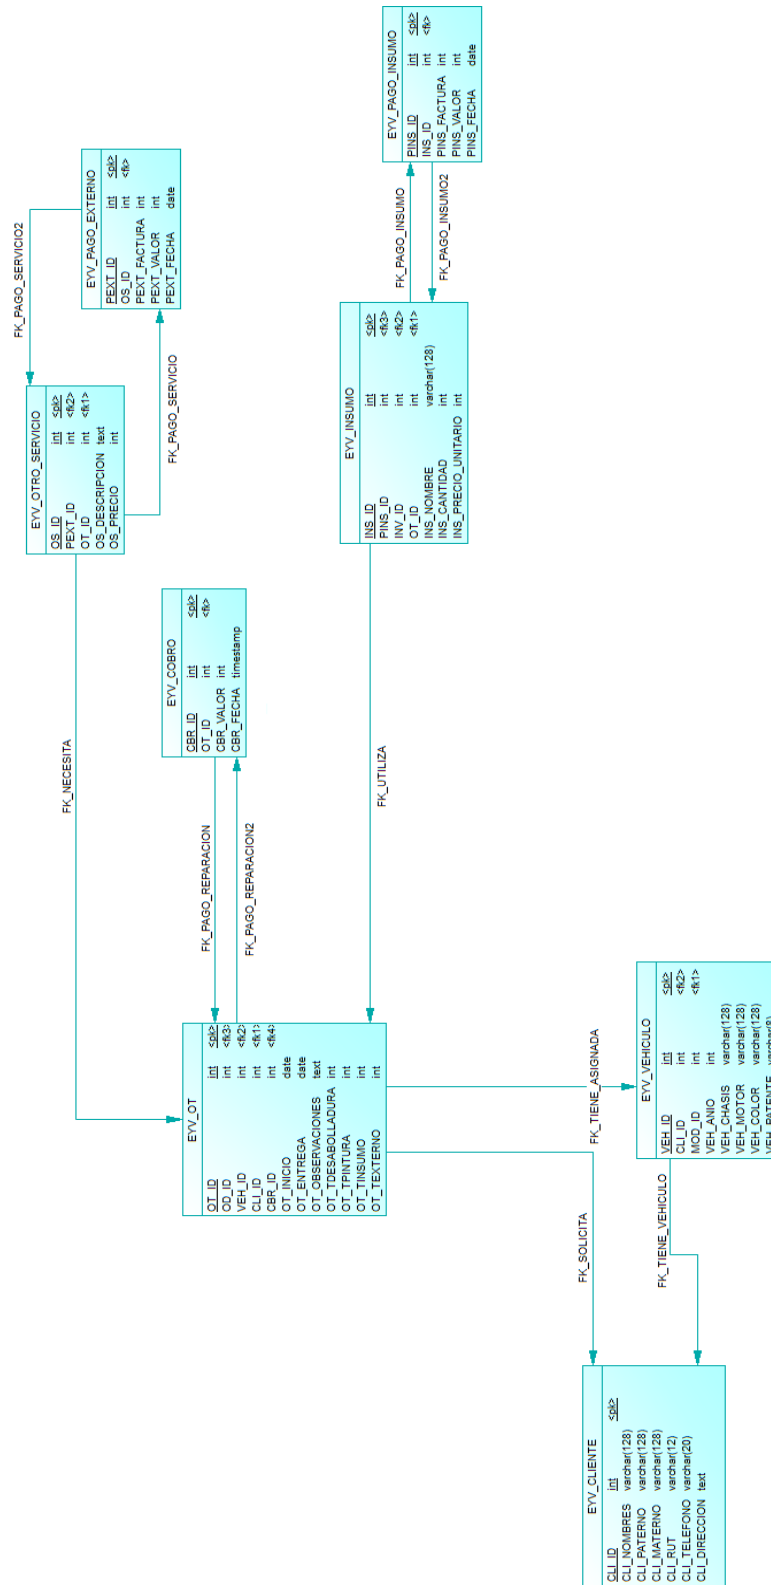 EYV_CLIENTE
CLI_ID int <pk>
CLI_NOMBRES varchar(128)
CLI_PATERNO varchar(128)
CLI_MATERNO varchar(128)
CLI_RUT varchar(12)
CLI_TELEFONO varchar(20)
CLI_DIRECCION text
FK_SOLICITA
FK_TIENE_VEHICULO
EYV_VEHICULO
VEH_ID int <pk>
CLI_ID int <fk2>
MOD_ID int <fk1>
VEH_ANIO int
VEH_CHASIS varchar(128)
VEH_MOTOR varchar(128)
VEH_COLOR varchar(128)
VEH_PATENTE varchar(8)
FK_TIENE_ASIGNADA
EYV_OT
OT_ID int <pk>
OD_ID int <fk3>
VEH_ID int <fk2>
CLI_ID int <fk1>
CBR_ID int <fk4>
OT_INICIO date
OT_ENTREGA date
OT_OBSERVACIONES text
OT_TDESABOLLADURA int
OT_TPINTURA int
OT_TINSUMO int
OT_TEXTERNO int
FK_NECESITA
FK_PAGO_REPARACION
FK_PAGO_REPARACION2
FK_UTILIZA
EYV_COBRO
CBR_ID int <pk>
OT_ID int <fk>
CBR_VALOR int
CBR_FECHA timestamp
EYV_OTRO_SERVICIO
OS_ID int <pk>
PEXT_ID int <fk2>
OT_ID int <fk1>
OS_DESCRIPCION text
OS_PRECIO int
FK_PAGO_SERVICIO2
FK_PAGO_SERVICIO
EYV_PAGO_EXTERNO
PEXT_ID int <pk>
OS_ID int <fk>
PEXT_FACTURA int
PEXT_VALOR int
PEXT_FECHA date
EYV_INSUMO
INS_ID int <pk>
PINS_ID int <fk3>
INV_ID int <fk2>
OT_ID int <fk1>
INS_NOMBRE varchar(128)
INS_CANTIDAD int
INS_PRECIO_UNITARIO int
FK_PAGO_INSUMO
FK_PAGO_INSUMO2
EYV_PAGO_INSUMO
PINS_ID int <pk>
INS_ID int <fk>
PINS_FACTURA int
PINS_VALOR int
PINS_FECHA date